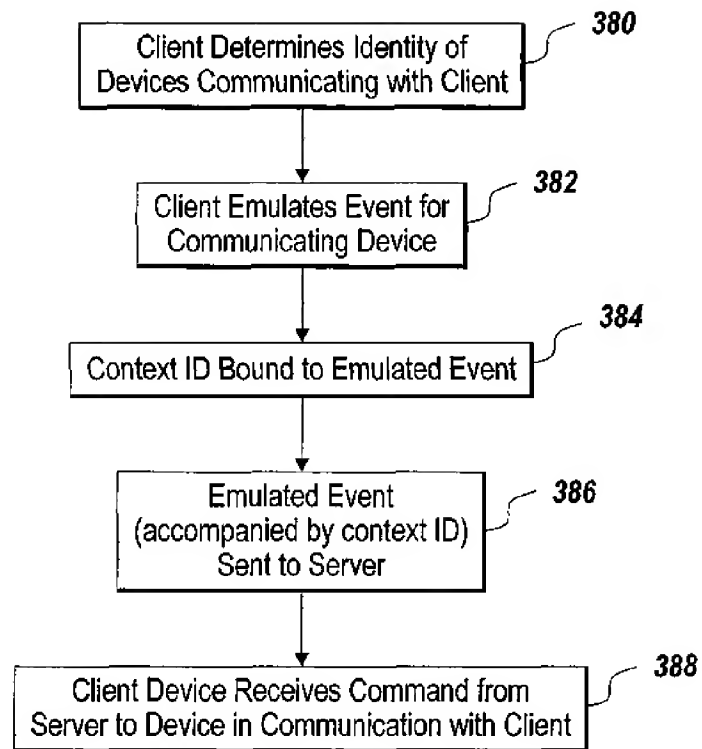 380
Client Determines Identity of
Devices Communicating with Client
382
Client Emulates Event for
Communicating Device
384
Context ID Bound to Emulated Event
386
Emulated Event
(accompanied by context ID)
Sent to Server
388
Client Device Receives Command from
Server to Device in Communication with Client